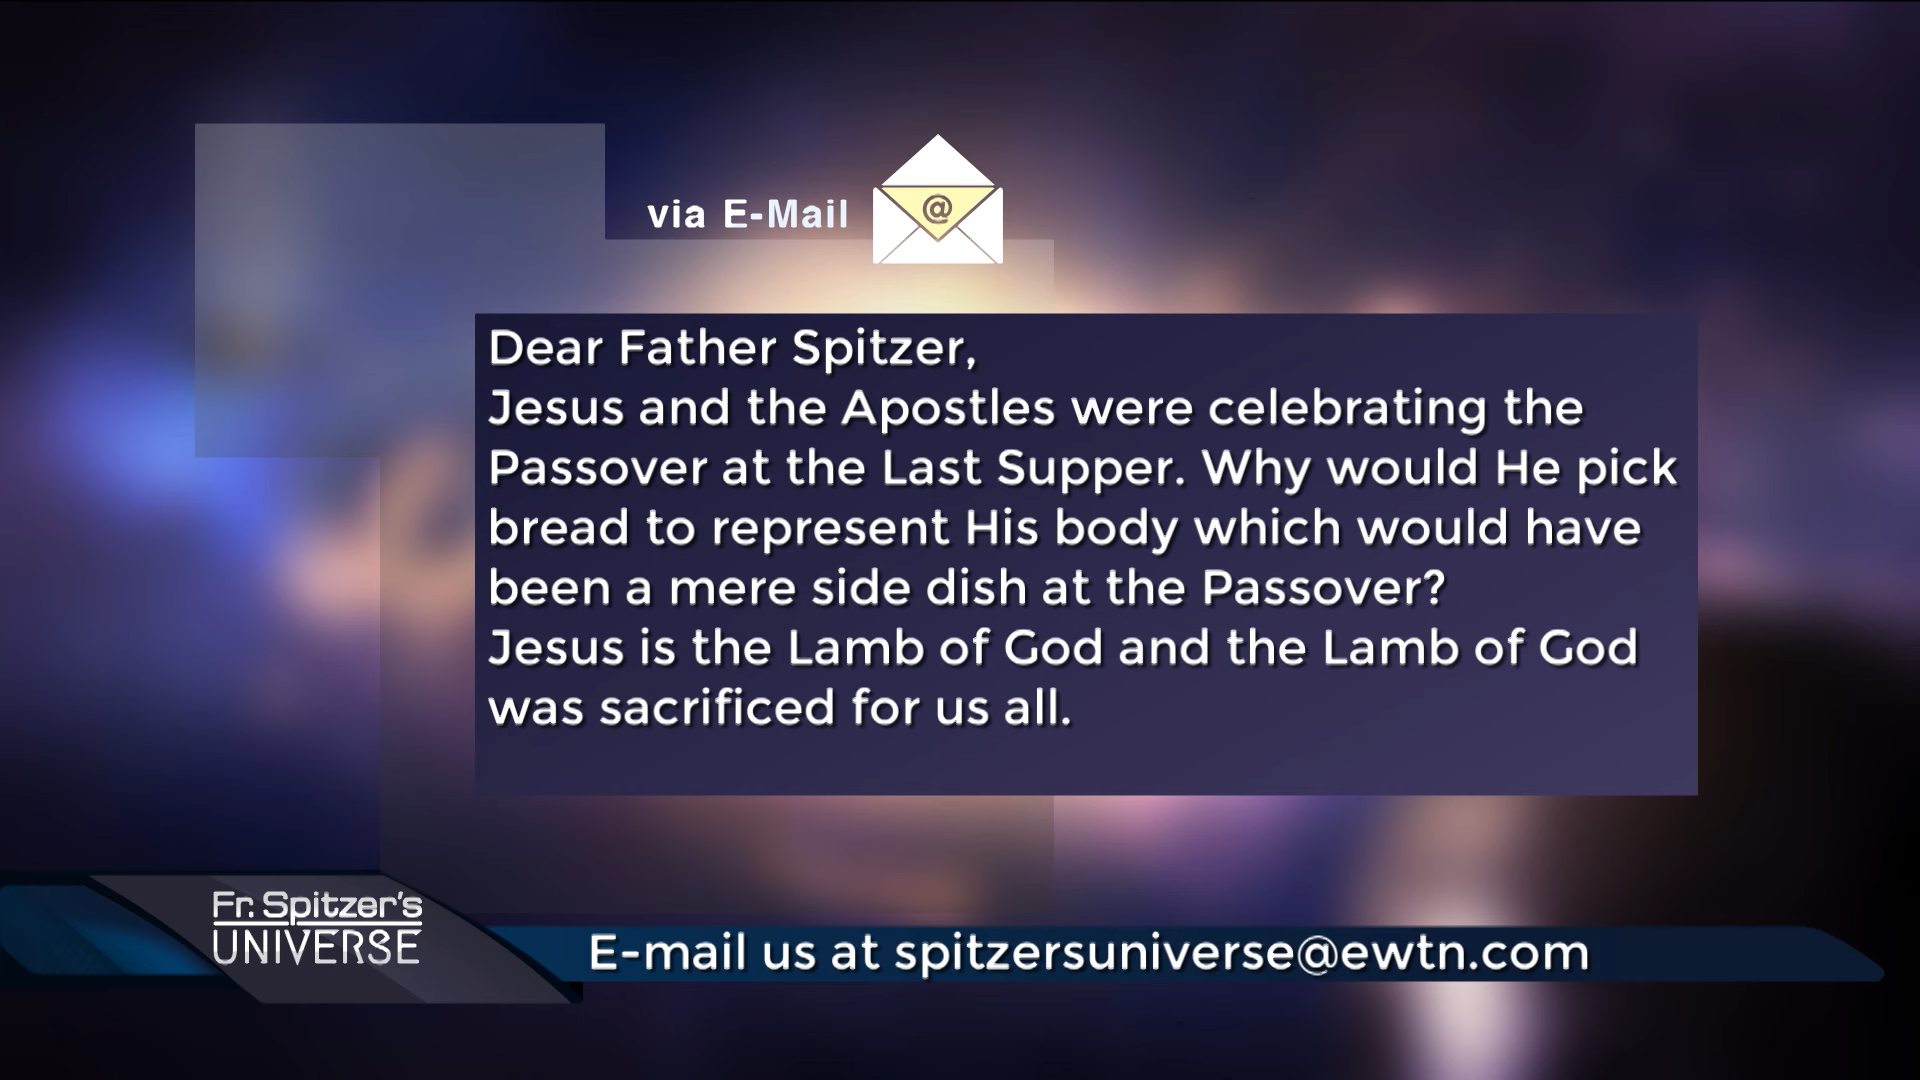 via E-Mail
@
Dear Father Spitzer,
Jesus and the Apostles were celebrating the
Passover at the Last Supper. Why would He pick
bread to represent His body which would have
been a mere side dish at the Passover?
Jesus is the Lamb of God and the Lamb of God
was sacrificed for us all.
Fr. Spitzer's
UNIVERSE
E-mail us at spitzersuniverse@ewtn.com